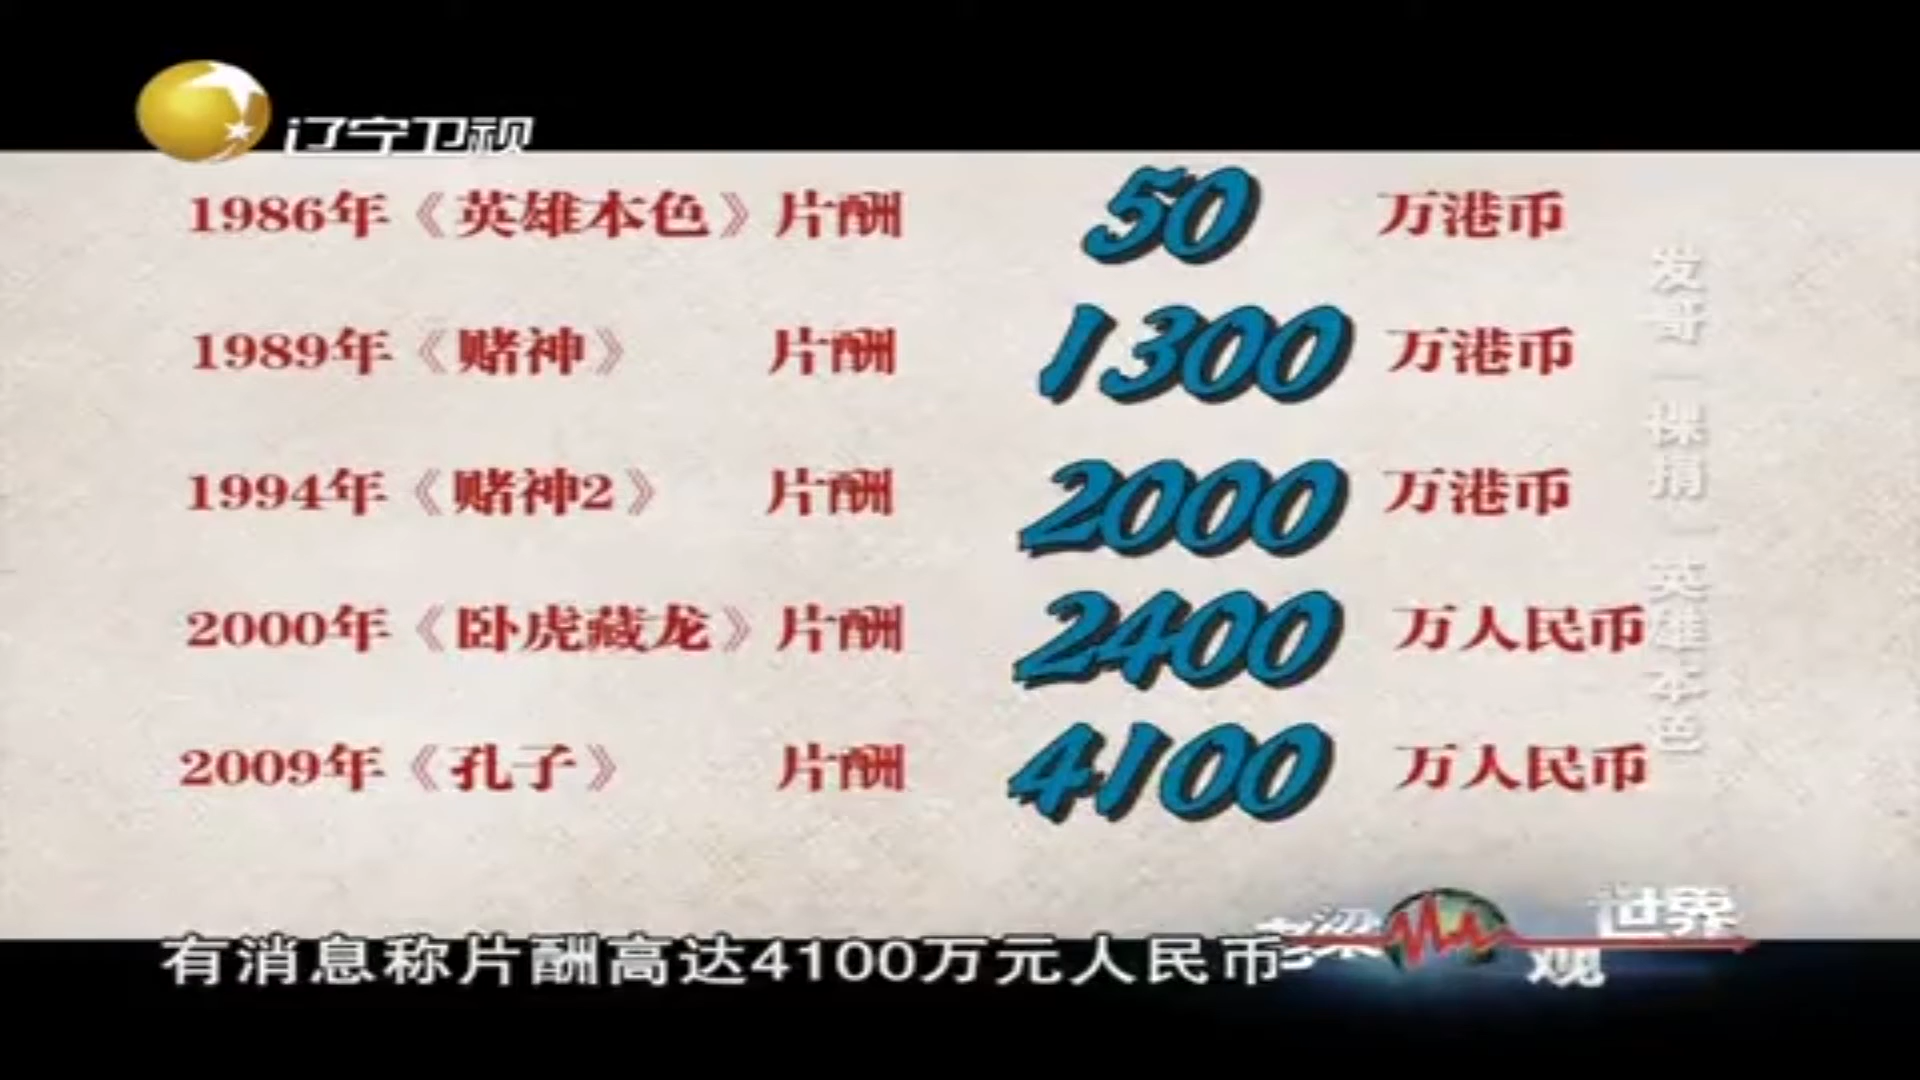 辽宁卫视
1986年《英雄本色》片酬 50 万港币
1989年《赌神》 片酬 1300 万港币
1994年《赌神2》 片酬 2000 万港币
2000年《卧虎藏龙》片酬 2400 万人民币
2009年《孔子》 片酬 4100 万人民币
发哥“裸捐”英雄本色
有消息称片酬高达4100万元人民币
老梁观世界